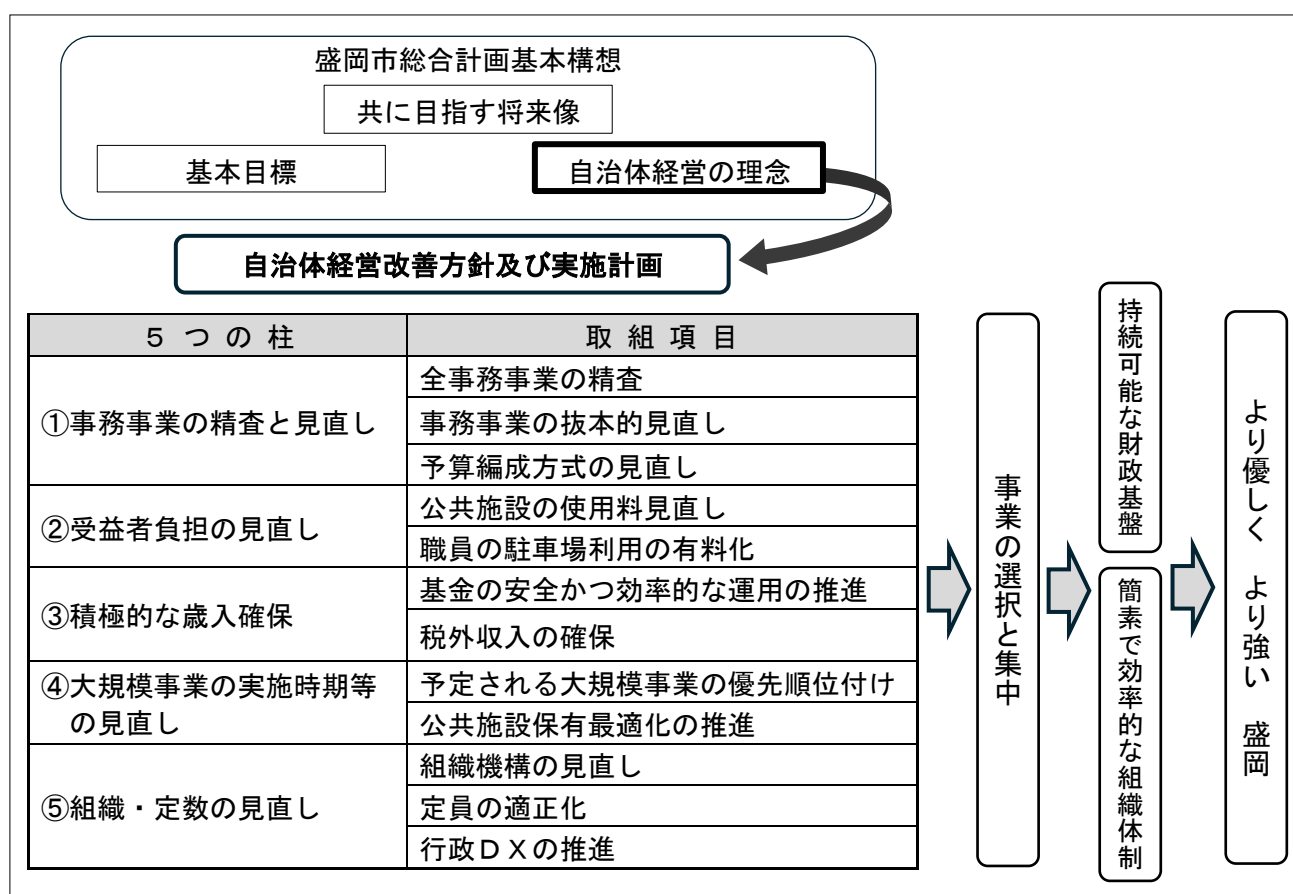 盛岡市総合計画基本構想
共に目指す将来像
基本目標
自治体経営の理念
自治体経営改善方針及び実施計画
５つの柱
取組項目
①事務事業の精査と見直し
全事務事業の精査
事務事業の抜本的見直し
予算編成方式の見直し
②受益者負担の見直し
公共施設の使用料見直し
職員の駐車場利用の有料化
③積極的な歳入確保
基金の安全かつ効率的な運用の推進
税外収入の確保
④大規模事業の実施時期等
の見直し
予定される大規模事業の優先順位付け
公共施設保有最適化の推進
⑤組織・定数の見直し
組織機構の見直し
定員の適正化
行政ＤＸの推進
事業の選択と集中
持続可能な財政基盤
簡素で効率的な組織体制
より優しく　より強い　盛岡